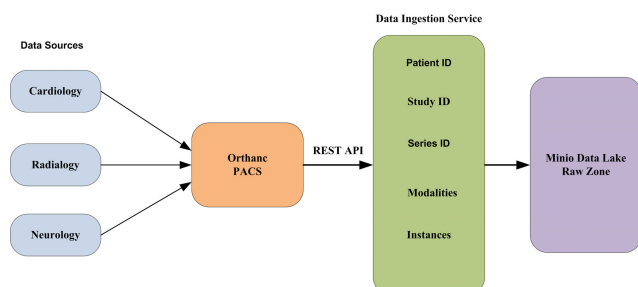 Data Sources
Cardiology
Radialogy
Neurology
Orthanc
PACS
REST API
Data Ingestion Service
Patient ID
Study ID
Series ID
Modalities
Instances
Minio Data Lake
Raw Zone